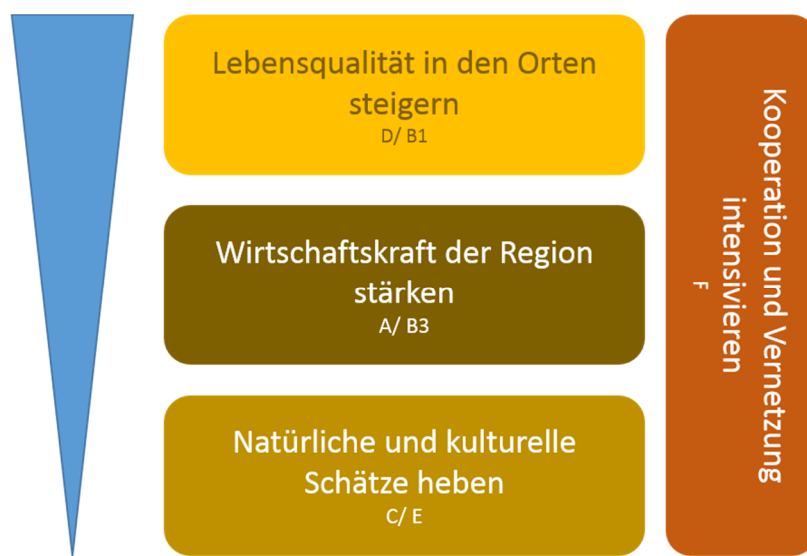 Lebensqualität in den Orten
steigern
D/ B1
Wirtschaftskraft der Region
stärken
A/ B3
Natürliche und kulturelle
Schätze heben
C/ E
Kooperation und Vernetzung
intensivieren
F